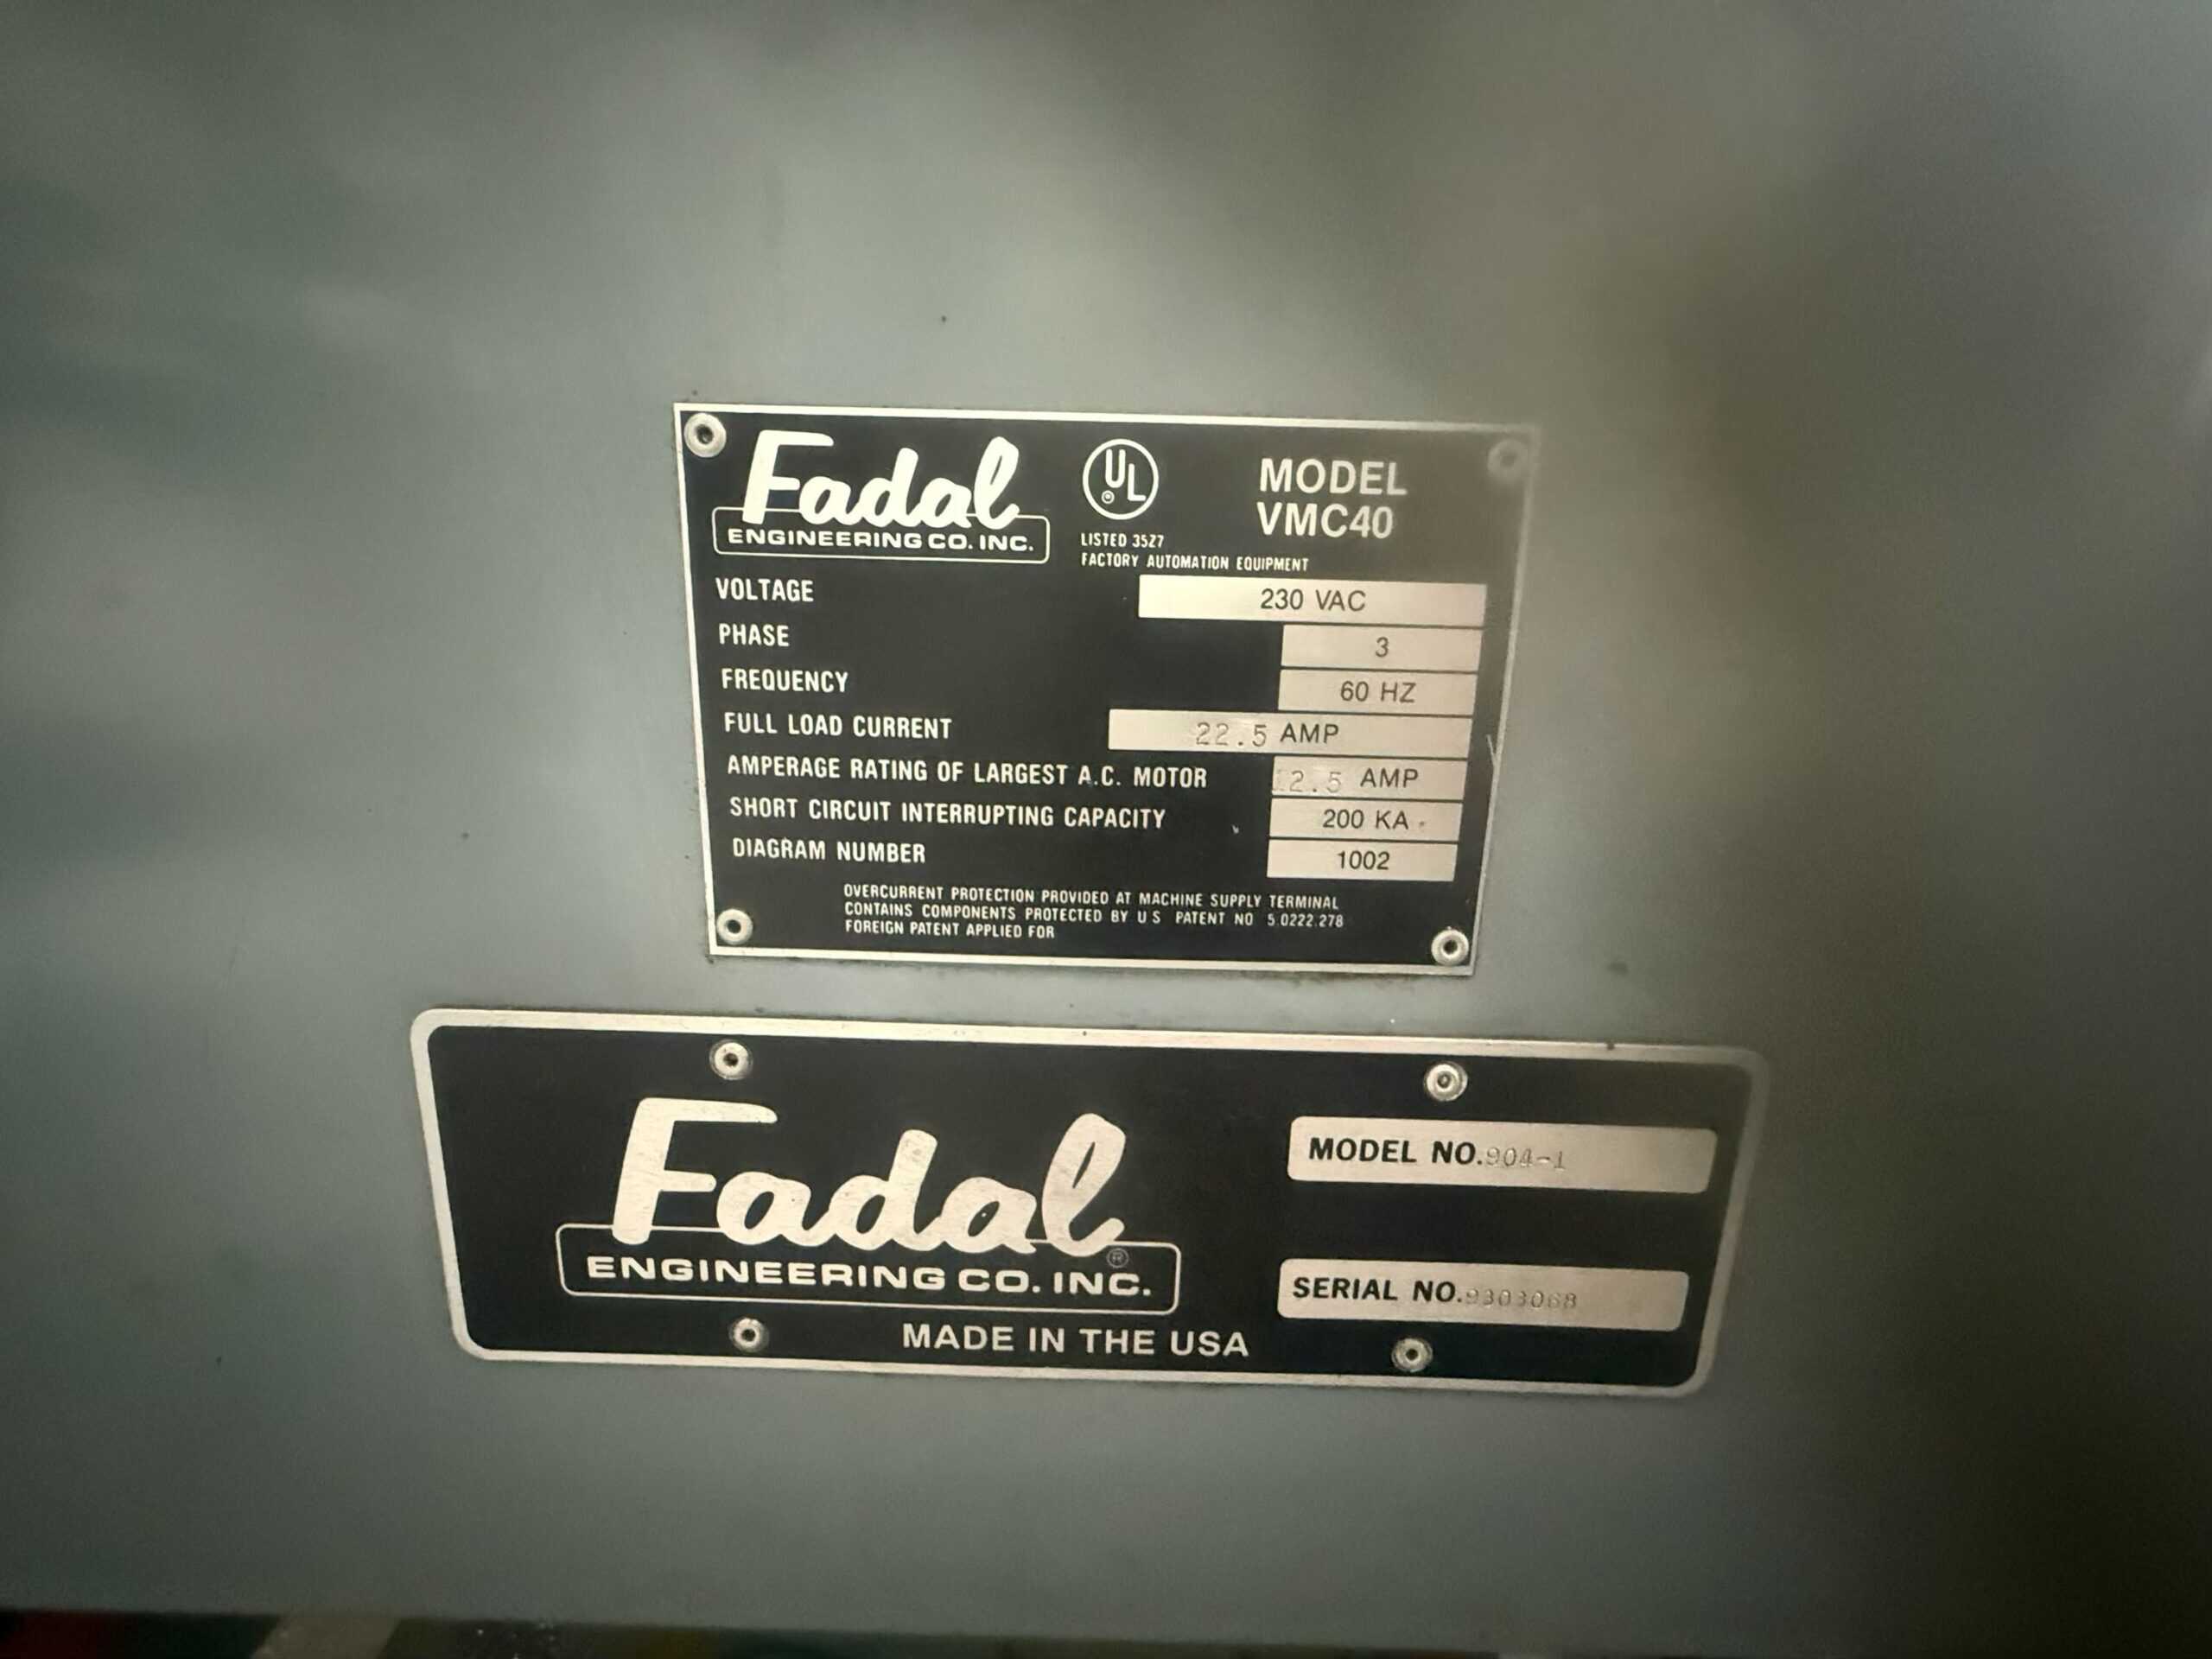 Fadal
ENGINEERING CO. INC.
UL
LISTED 35Z7
FACTORY AUTOMATION EQUIPMENT
MODEL
VMC40
VOLTAGE 230 VAC
PHASE 3
FREQUENCY 60 HZ
FULL LOAD CURRENT 22.5 AMP
AMPERAGE RATING OF LARGEST A.C. MOTOR 12.5 AMP
SHORT CIRCUIT INTERRUPTING CAPACITY 200 KA
DIAGRAM NUMBER 1002
OVERCURRENT PROTECTION PROVIDED AT MACHINE SUPPLY TERMINAL
CONTAINS COMPONENTS PROTECTED BY U S PATENT NO 5.0222.278
FOREIGN PATENT APPLIED FOR
Fadal®
ENGINEERING CO. INC.
MADE IN THE USA
MODEL NO. 904-1
SERIAL NO. 9303068